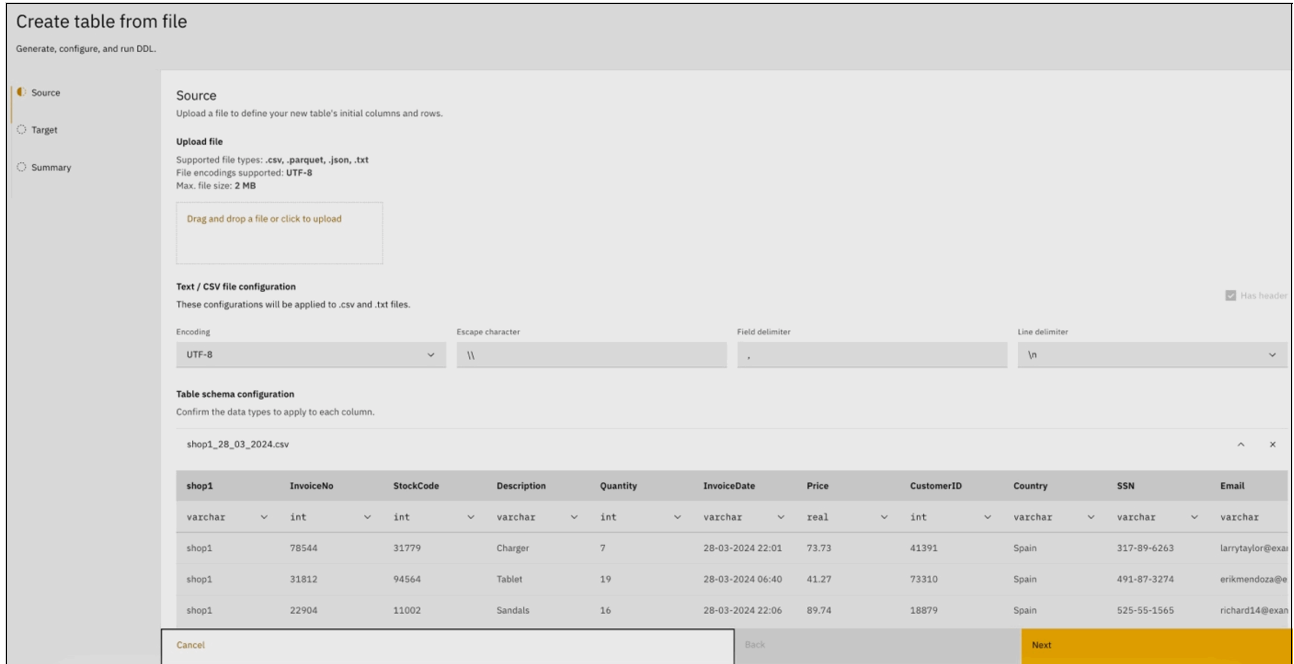 Create table from file
Generate, configure, and run DDL.
Source
Target
Summary
Source
Upload a file to define your new table's initial columns and rows.
Upload file
Supported file types: .csv, .parquet, .json, .txt
File encodings supported: UTF-8
Max. file size: 2 MB
Drag and drop a file or click to upload
Text / CSV file configuration
These configurations will be applied to .csv and .txt files.
Has header
Encoding Escape character Field delimiter Line delimiter
UTF-8 \\ , \n
Table schema configuration
Confirm the data types to apply to each column.
shop1_28_03_2024.csv
shop1 InvoiceNo StockCode Description Quantity InvoiceDate Price CustomerID Country SSN Email
varchar int int varchar int varchar real int varchar varchar varchar
shop1 78544 31779 Charger 7 28-03-2024 22:01 73.73 41391 Spain 317-89-6263 larrytaylor@exa
shop1 31812 94564 Tablet 19 28-03-2024 06:40 41.27 73310 Spain 491-87-3274 erikmendoza@e
shop1 22904 11002 Sandals 16 28-03-2024 22:06 89.74 18879 Spain 525-55-1565 richard14@exan
Cancel Back Next